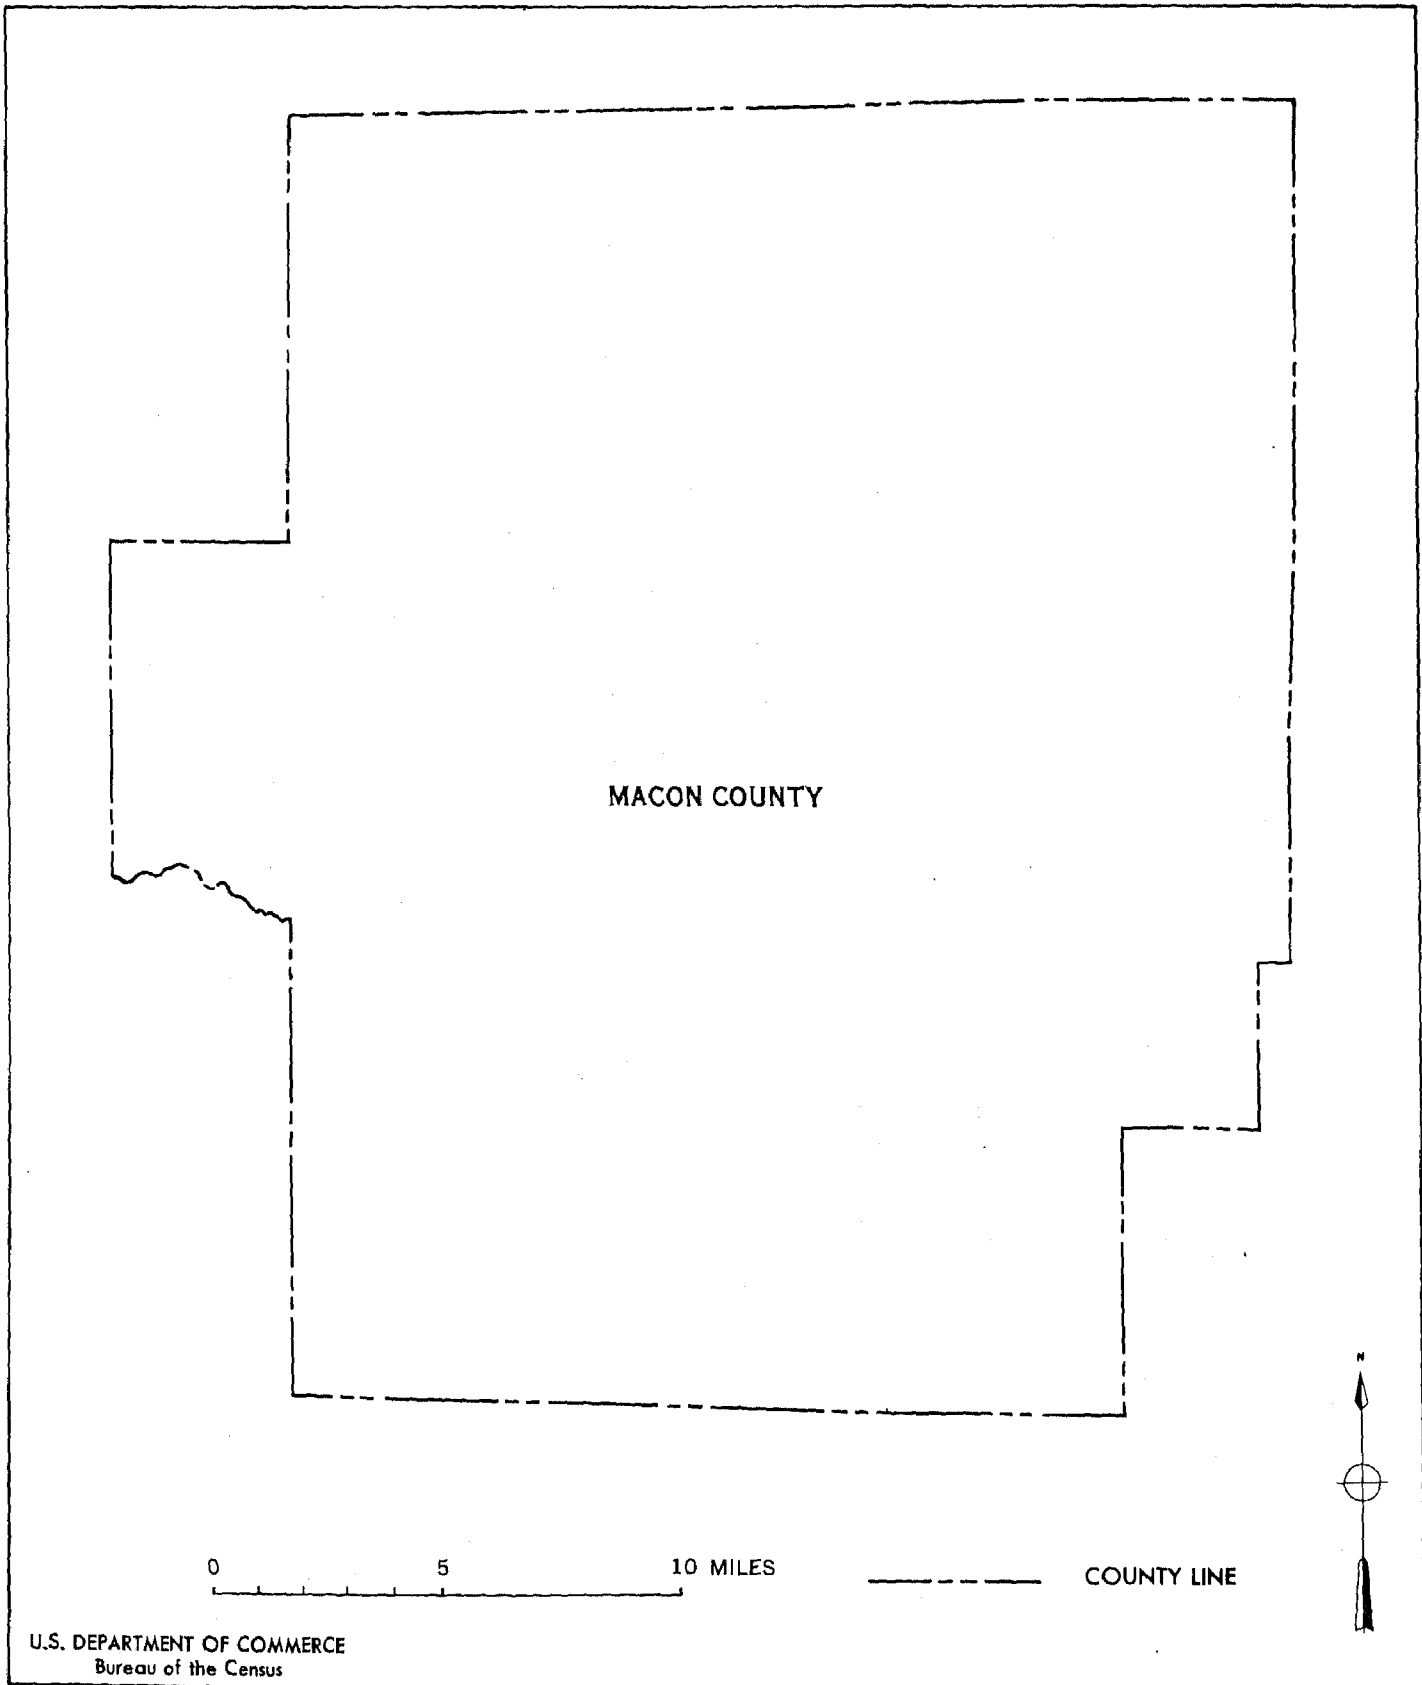 MACON COUNTY
N
0 5 10 MILES
COUNTY LINE
U.S. DEPARTMENT OF COMMERCE
Bureau of the Census